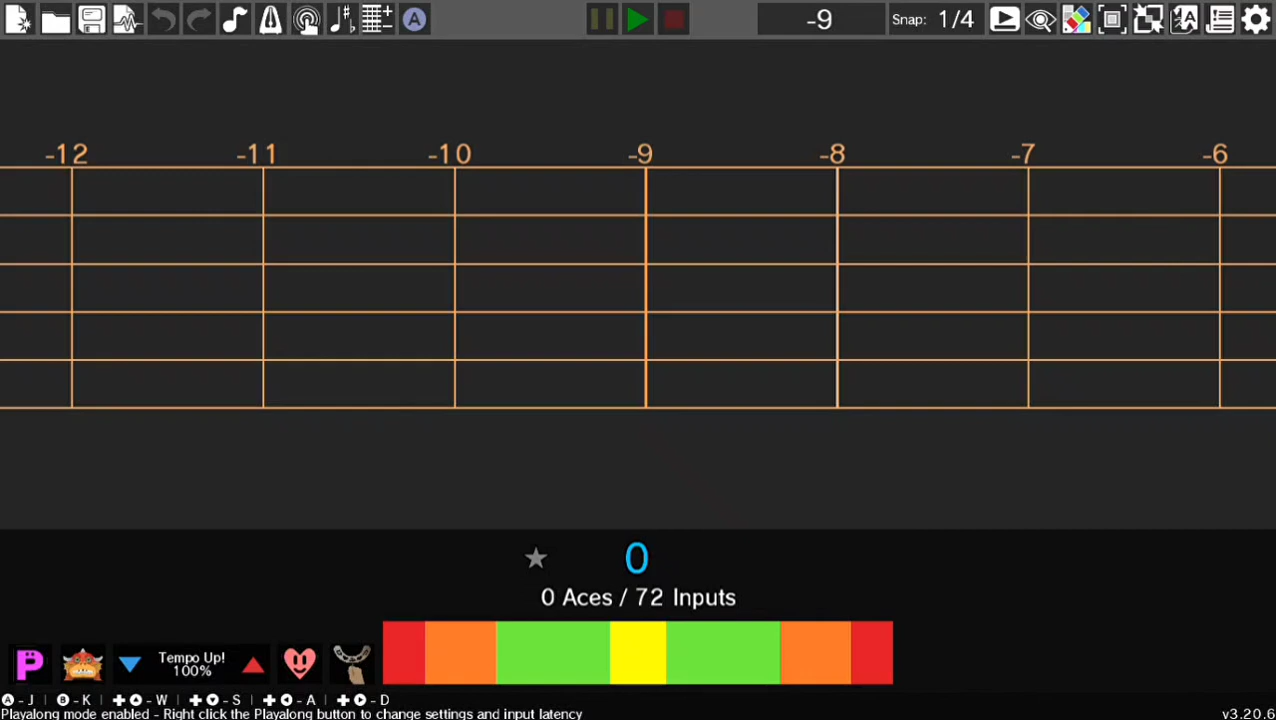 A -9 Snap: 1/4
-12 -11 -10 -9 -8 -7 -6
0
0 Aces / 72 Inputs
P Tempo Up!
100%
A - J B - K - W - S - A - D
Playalong mode enabled - Right click the Playalong button to change settings and input latency v3.20.6